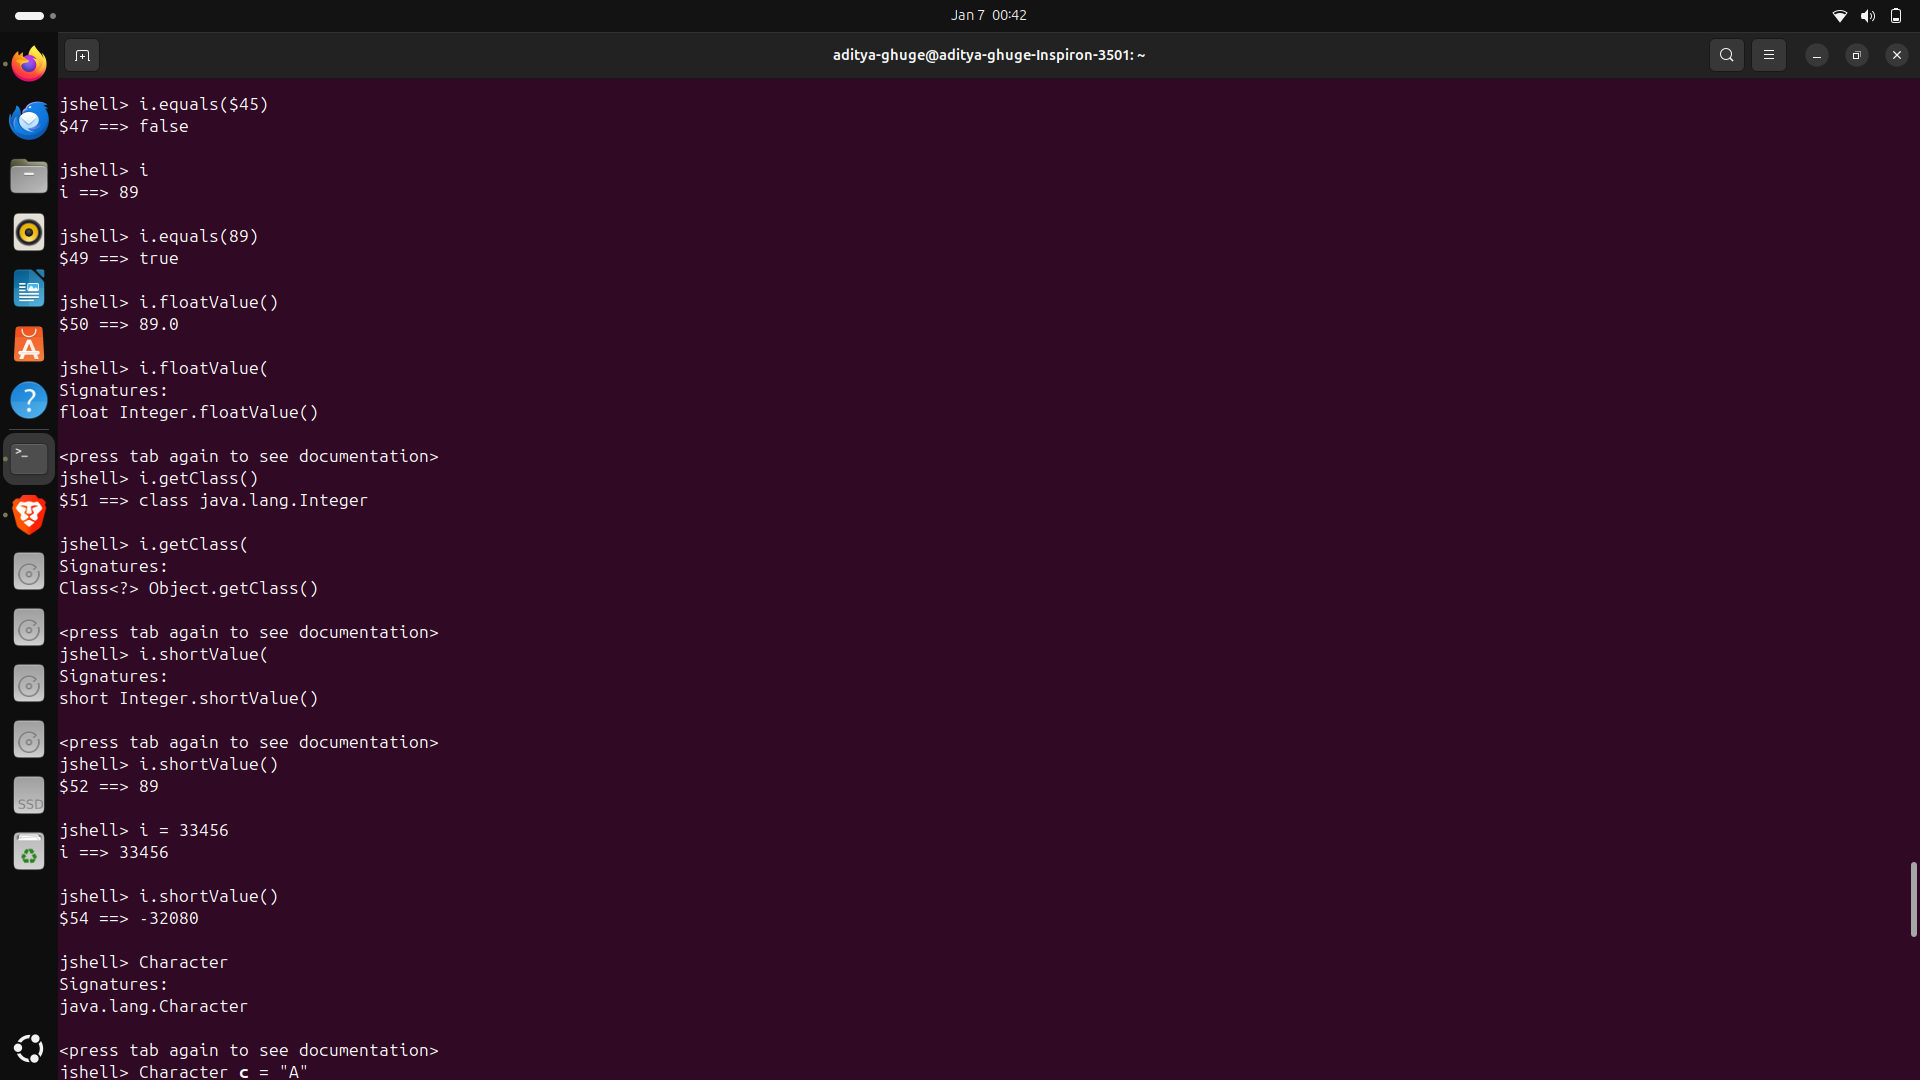 Jan 7 00:42
aditya-ghuge@aditya-ghuge-Inspiron-3501: ~
jshell> i.equals($45)
$47 ==> false
jshell> i
i ==> 89
jshell> i.equals(89)
$49 ==> true
jshell> i.floatValue()
$50 ==> 89.0
jshell> i.floatValue(
Signatures:
float Integer.floatValue()
<press tab again to see documentation>
jshell> i.getClass()
$51 ==> class java.lang.Integer
jshell> i.getClass(
Signatures:
Class<?> Object.getClass()
<press tab again to see documentation>
jshell> i.shortValue(
Signatures:
short Integer.shortValue()
<press tab again to see documentation>
jshell> i.shortValue()
$52 ==> 89
jshell> i = 33456
i ==> 33456
jshell> i.shortValue()
$54 ==> -32080
jshell> Character
Signatures:
java.lang.Character
<press tab again to see documentation>
jshell> Character c = "A"
SSD